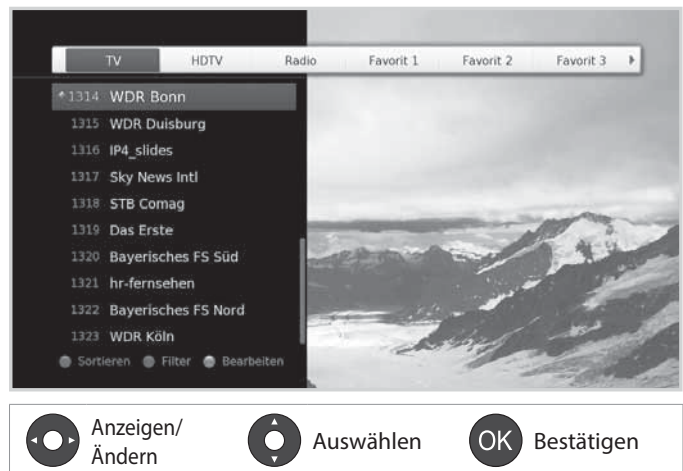 TV HDTV Radio Favorit 1 Favorit 2 Favorit 3
1314 WDR Bonn
1315 WDR Duisburg
1316 IP4_slides
1317 Sky News Intl
1318 STB Comag
1319 Das Erste
1320 Bayerisches FS Süd
1321 hr-fernsehen
1322 Bayerisches FS Nord
1323 WDR Köln
Sortieren Filter Bearbeiten
Anzeigen/
Ändern
Auswählen
OK Bestätigen